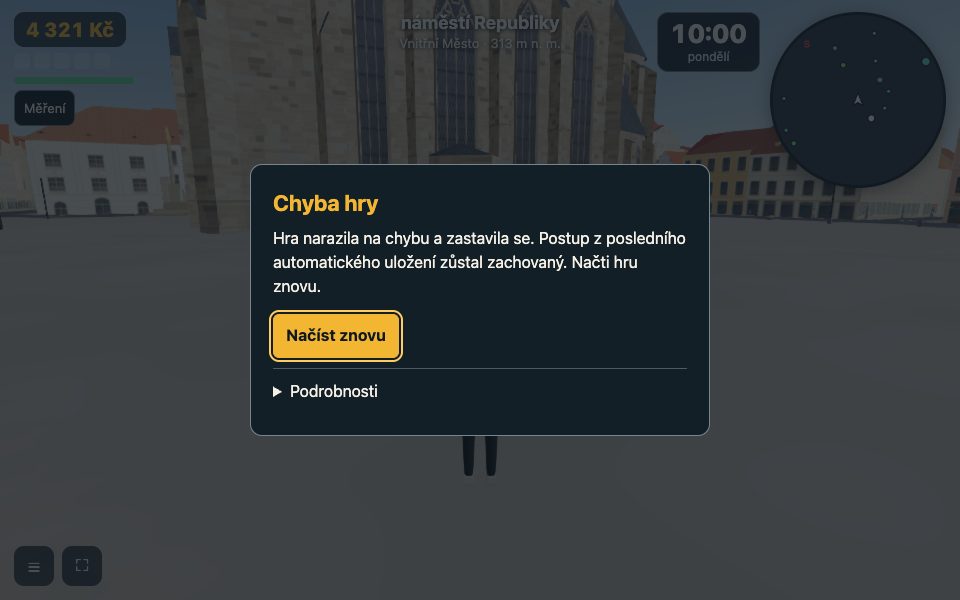 4 321 Kč
náměstí Republiky
Vnitřní Město · 313 m n. m.
10:00
pondělí
S
Měření
Chyba hry
Hra narazila na chybu a zastavila se. Postup z posledního
automatického uložení zůstal zachovaný. Načti hru
znovu.
Načíst znovu
Podrobnosti